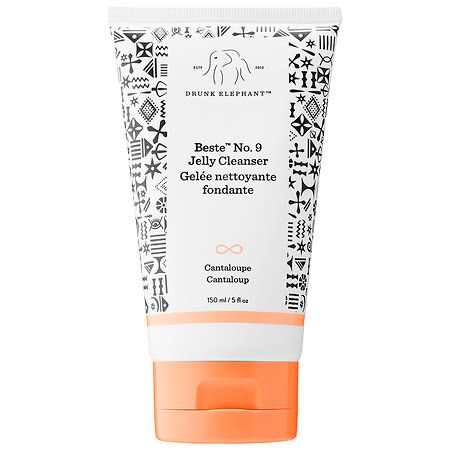 ESTD 2012
DRUNK ELEPHANT™
Beste™ No. 9
Jelly Cleanser
Gelée nettoyante
fondante
Cantaloupe
Cantaloup
150 ml / 5 fl oz